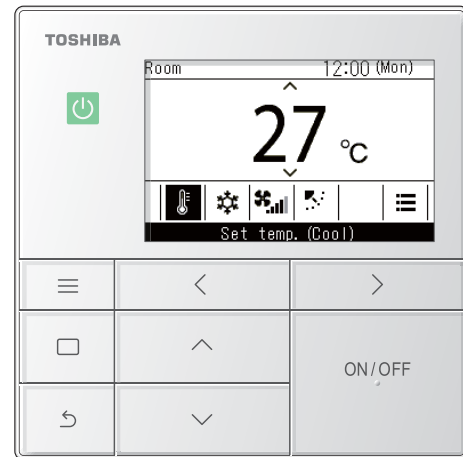 TOSHIBA
Room 12:00 (Mon)
27 °C
Set temp. (Cool)
ON/OFF